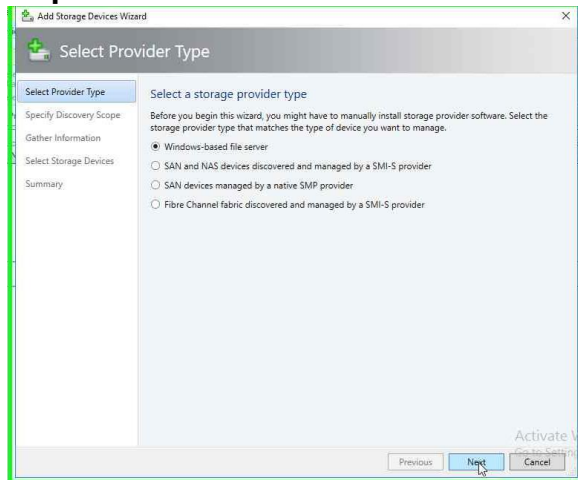 Add Storage Devices Wizard
Select Provider Type
Select Provider Type
Specify Discovery Scope
Gather Information
Select Storage Devices
Summary
Select a storage provider type
Before you begin this wizard, you might have to manually install storage provider software. Select the
storage provider type that matches the type of device you want to manage.
Windows-based file server
SAN and NAS devices discovered and managed by a SMI-S provider
SAN devices managed by a native SMP provider
Fibre Channel fabric discovered and managed by a SMI-S provider
Activate
Previous
Next
Cancel